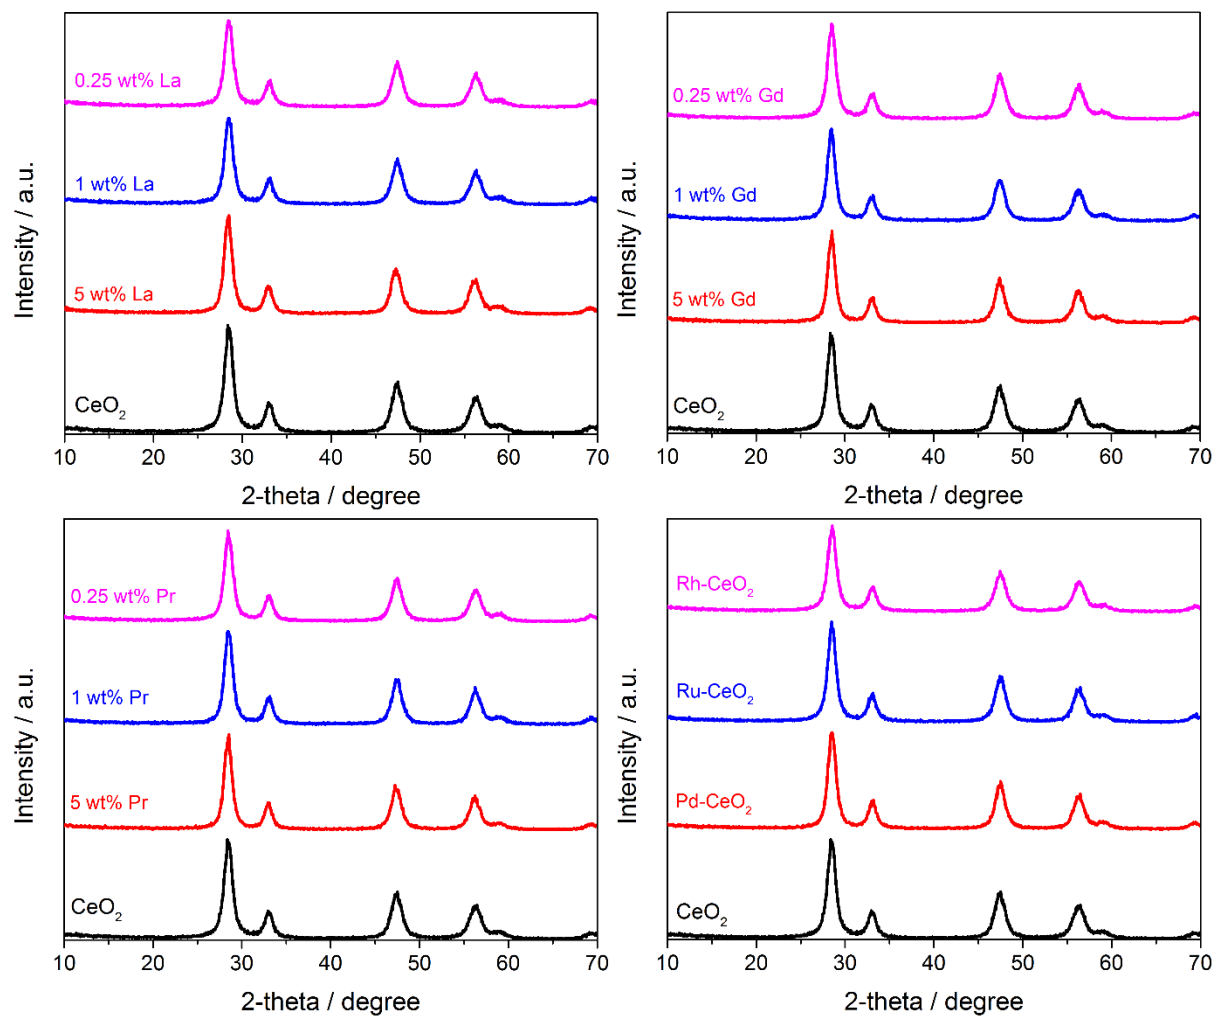 Intensity / a.u.
0.25 wt% La
1 wt% La
5 wt% La
CeO₂
10 20 30 40 50 60 70
2-theta / degree
Intensity / a.u.
0.25 wt% Gd
1 wt% Gd
5 wt% Gd
CeO₂
10 20 30 40 50 60 70
2-theta / degree
Intensity / a.u.
0.25 wt% Pr
1 wt% Pr
5 wt% Pr
CeO₂
10 20 30 40 50 60 70
2-theta / degree
Intensity / a.u.
Rh-CeO₂
Ru-CeO₂
Pd-CeO₂
CeO₂
10 20 30 40 50 60 70
2-theta / degree